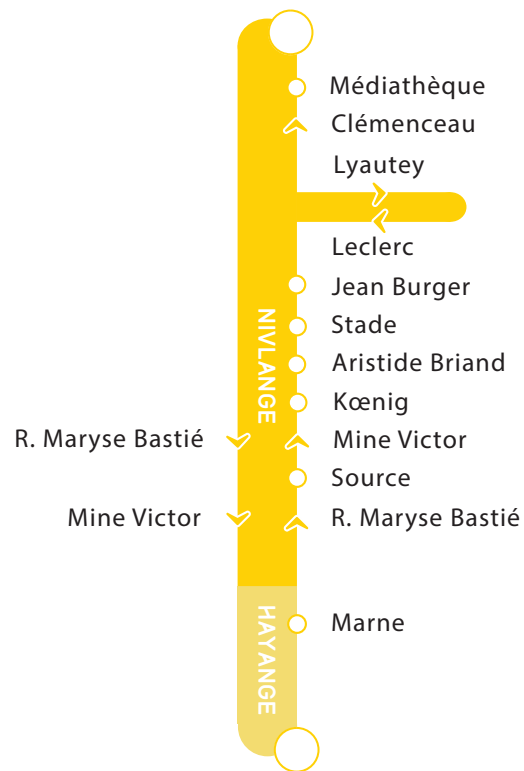 Médiathèque
Clémenceau
Lyautey
Leclerc
Jean Burger
NIVLANGE
Stade
Aristide Briand
Kœnig
R. Maryse Bastié
Mine Victor
Source
Mine Victor
R. Maryse Bastié
HAYANGE
Marne